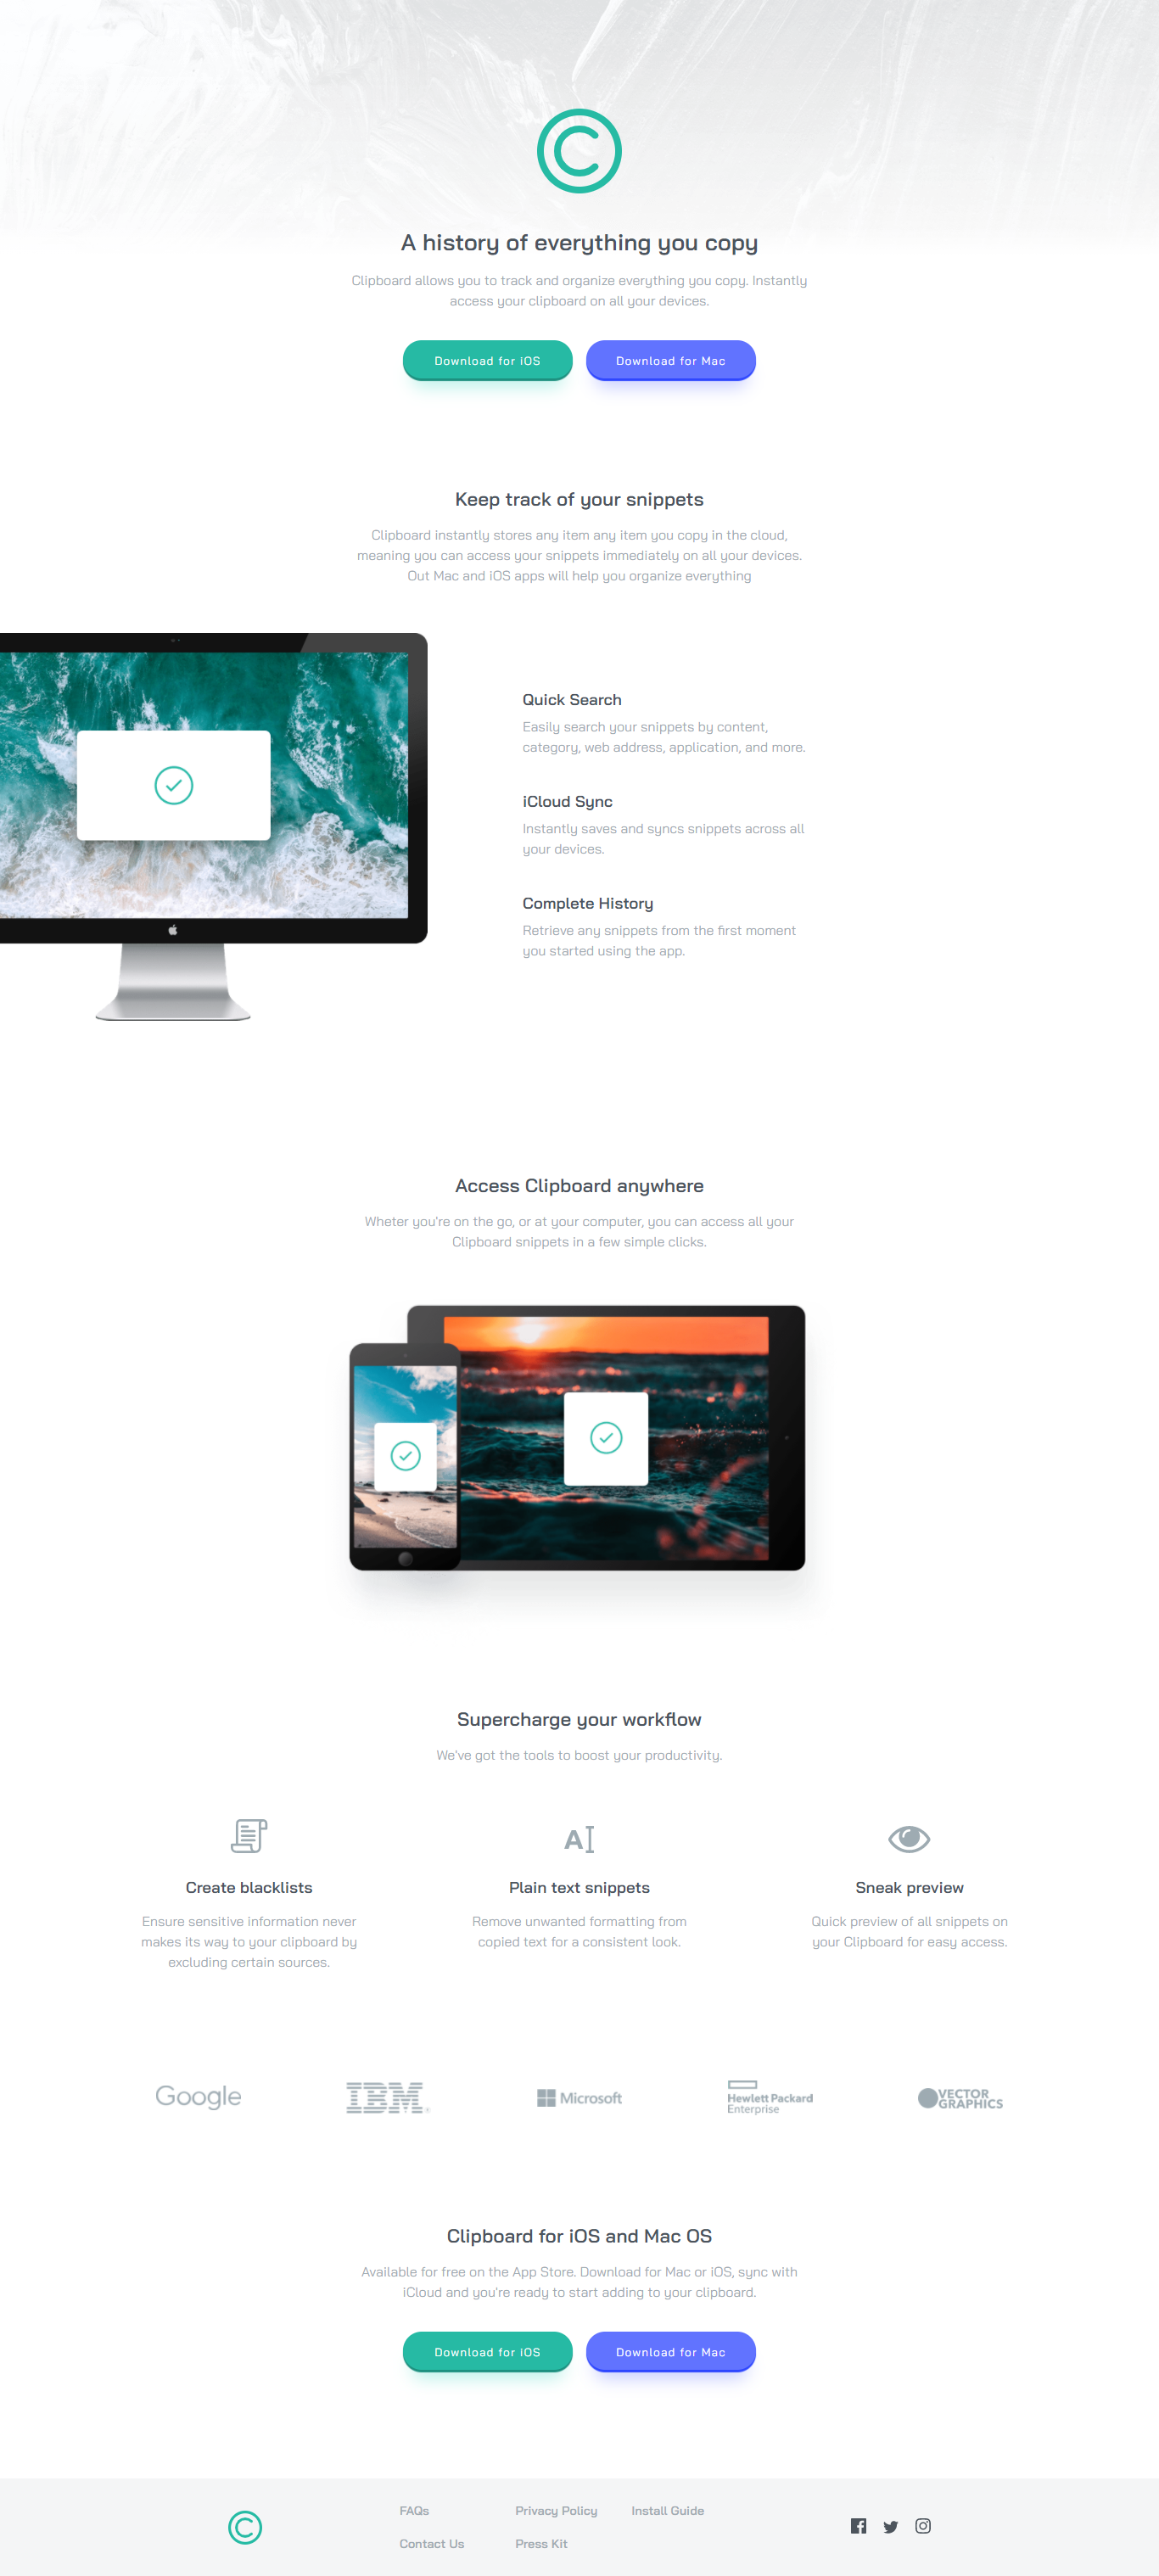 A history of everything you copy
Clipboard allows you to track and organize everything you copy. Instantly
access your clipboard on all your devices.
Download for iOS
Download for Mac
Keep track of your snippets
Clipboard instantly stores any item any item you copy in the cloud,
meaning you can access your snippets immediately on all your devices.
Out Mac and iOS apps will help you organize everything
Quick Search
Easily search your snippets by content,
category, web address, application, and more.
iCloud Sync
Instantly saves and syncs snippets across all
your devices.
Complete History
Retrieve any snippets from the first moment
you started using the app.
Access Clipboard anywhere
Wheter you're on the go, or at your computer, you can access all your
Clipboard snippets in a few simple clicks.
Supercharge your workflow
We've got the tools to boost your productivity.
Create blacklists
Ensure sensitive information never
makes its way to your clipboard by
excluding certain sources.
Plain text snippets
Remove unwanted formatting from
copied text for a consistent look.
Sneak preview
Quick preview of all snippets on
your Clipboard for easy access.
Google
IBM
Microsoft
Hewlett Packard
Enterprise
VECTOR
GRAPHICS
Clipboard for iOS and Mac OS
Available for free on the App Store. Download for Mac or iOS, sync with
iCloud and you're ready to start adding to your clipboard.
Download for iOS
Download for Mac
FAQs
Privacy Policy
Install Guide
Contact Us
Press Kit